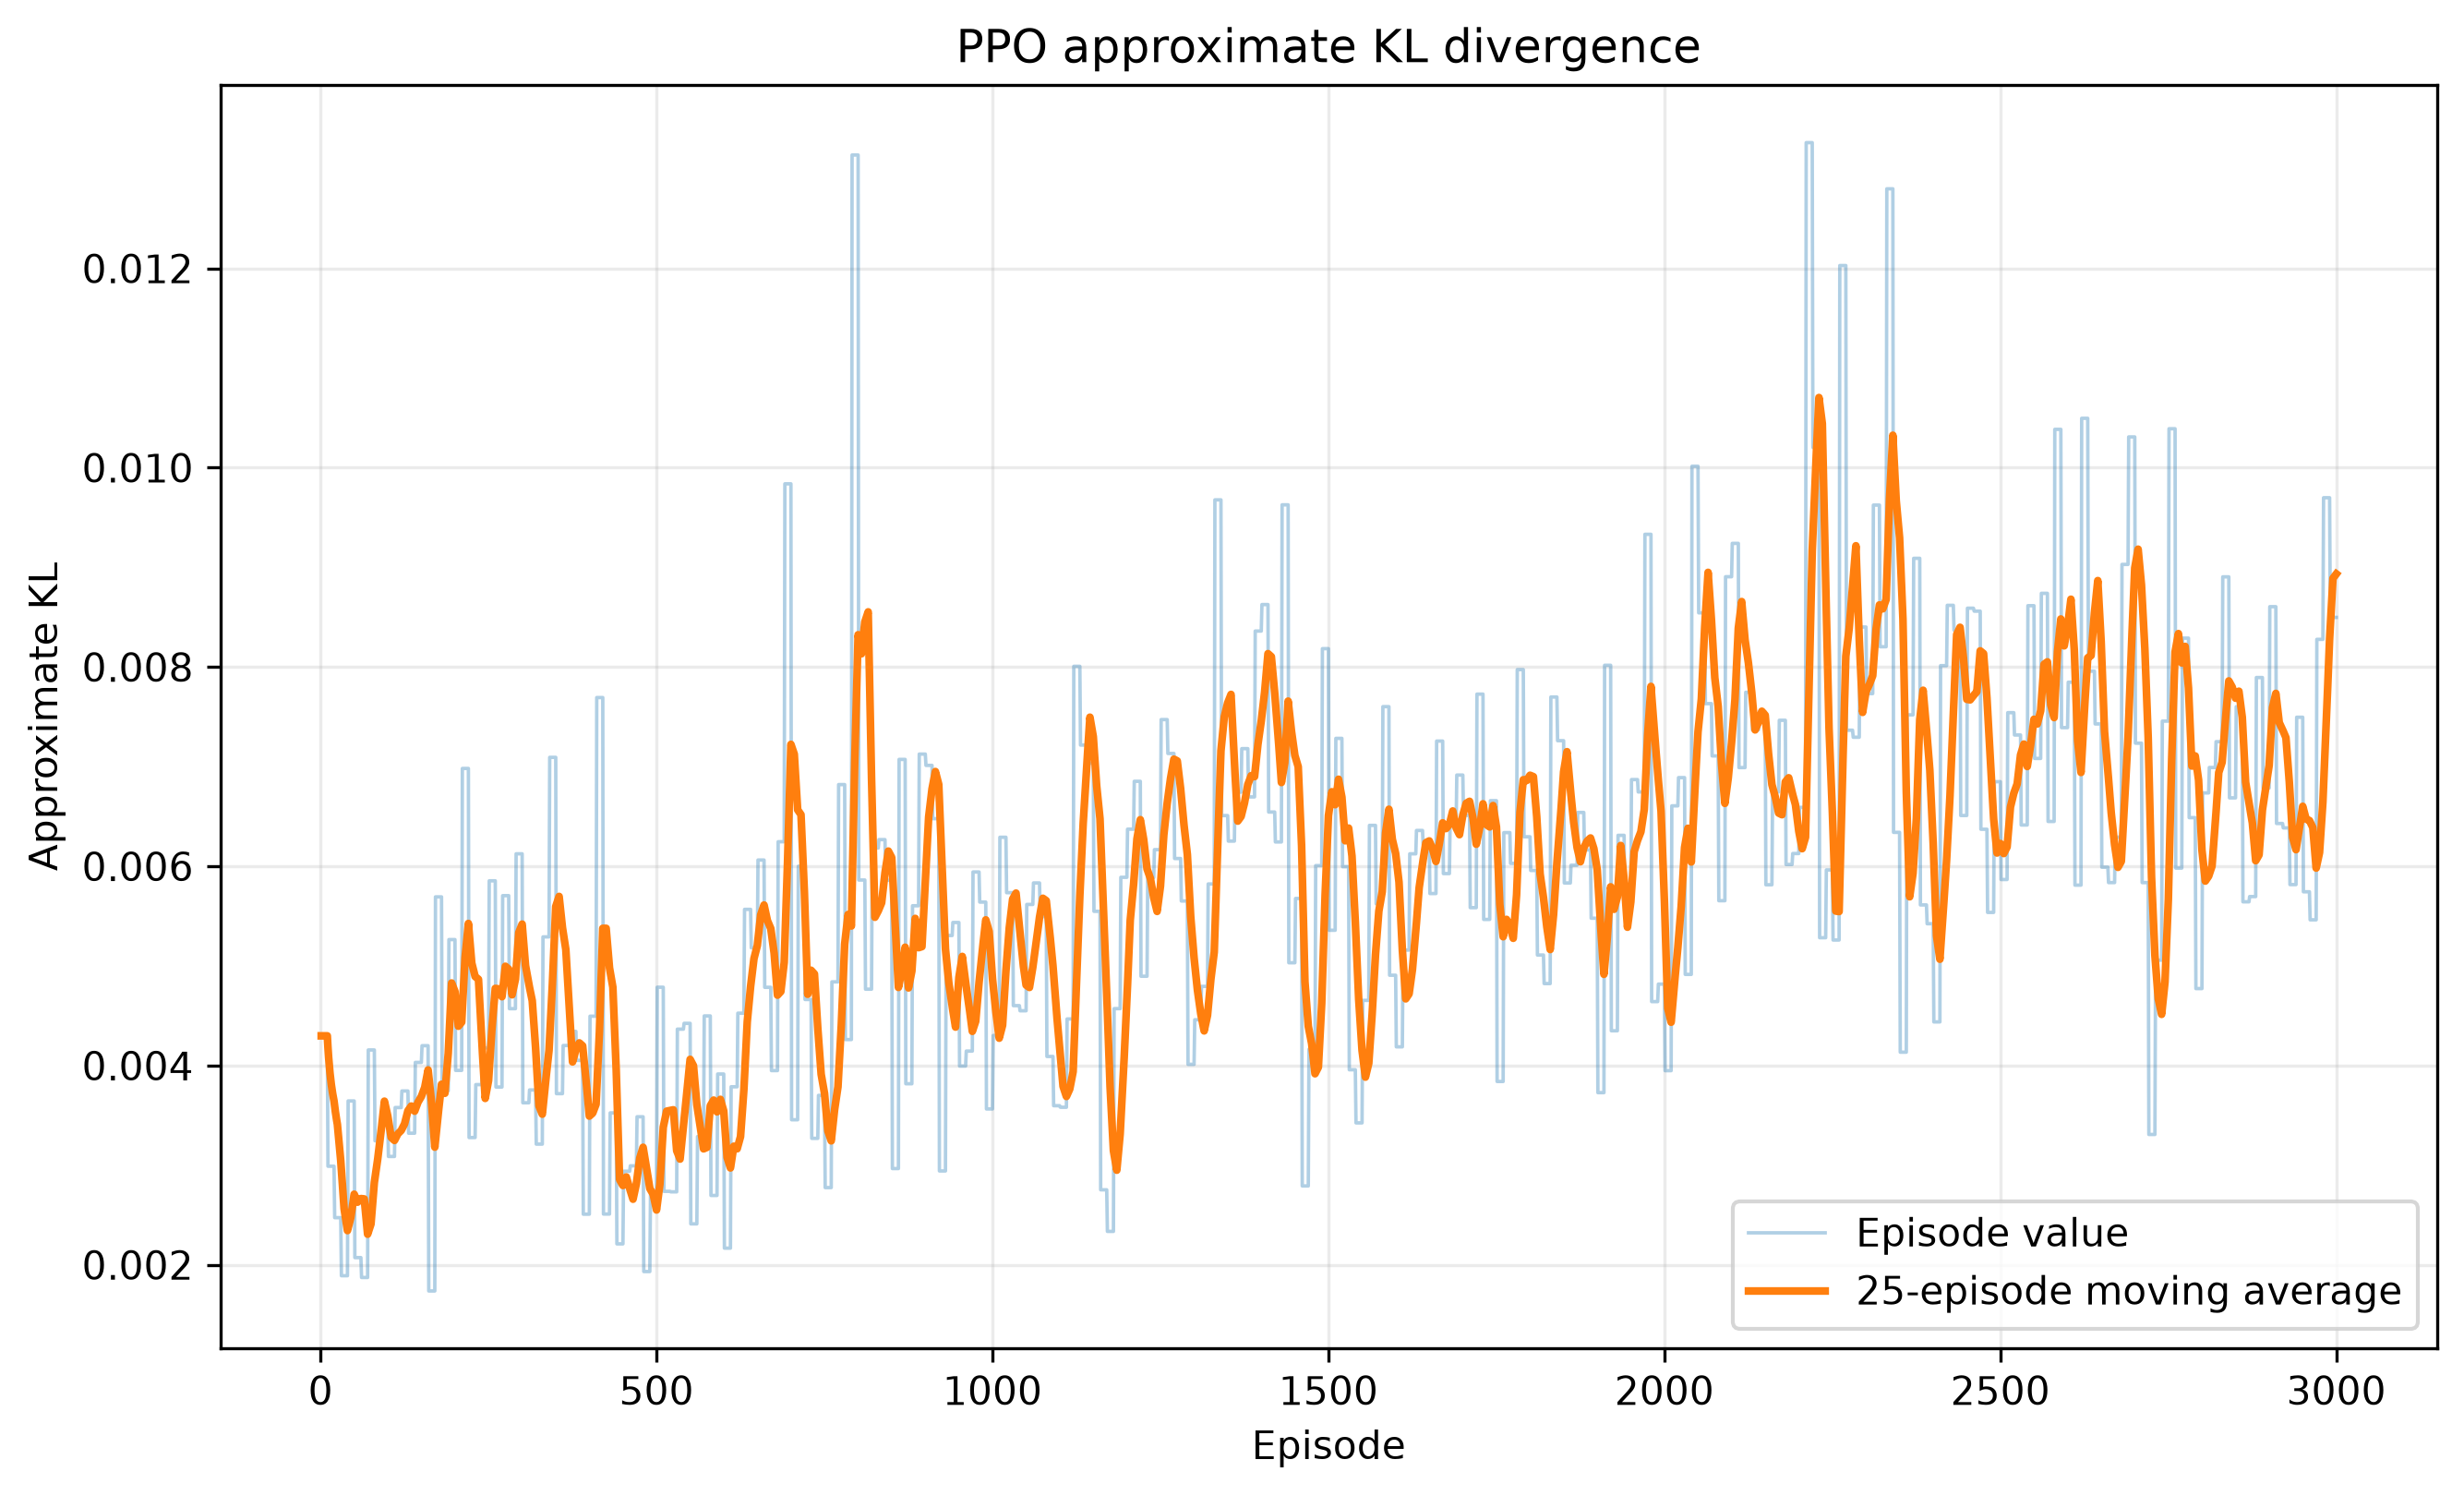 PPO approximate KL divergence
Approximate KL
0.012
0.010
0.008
0.006
0.004
0.002
0
500
1000
1500
2000
2500
3000
Episode
Episode value
25-episode moving average